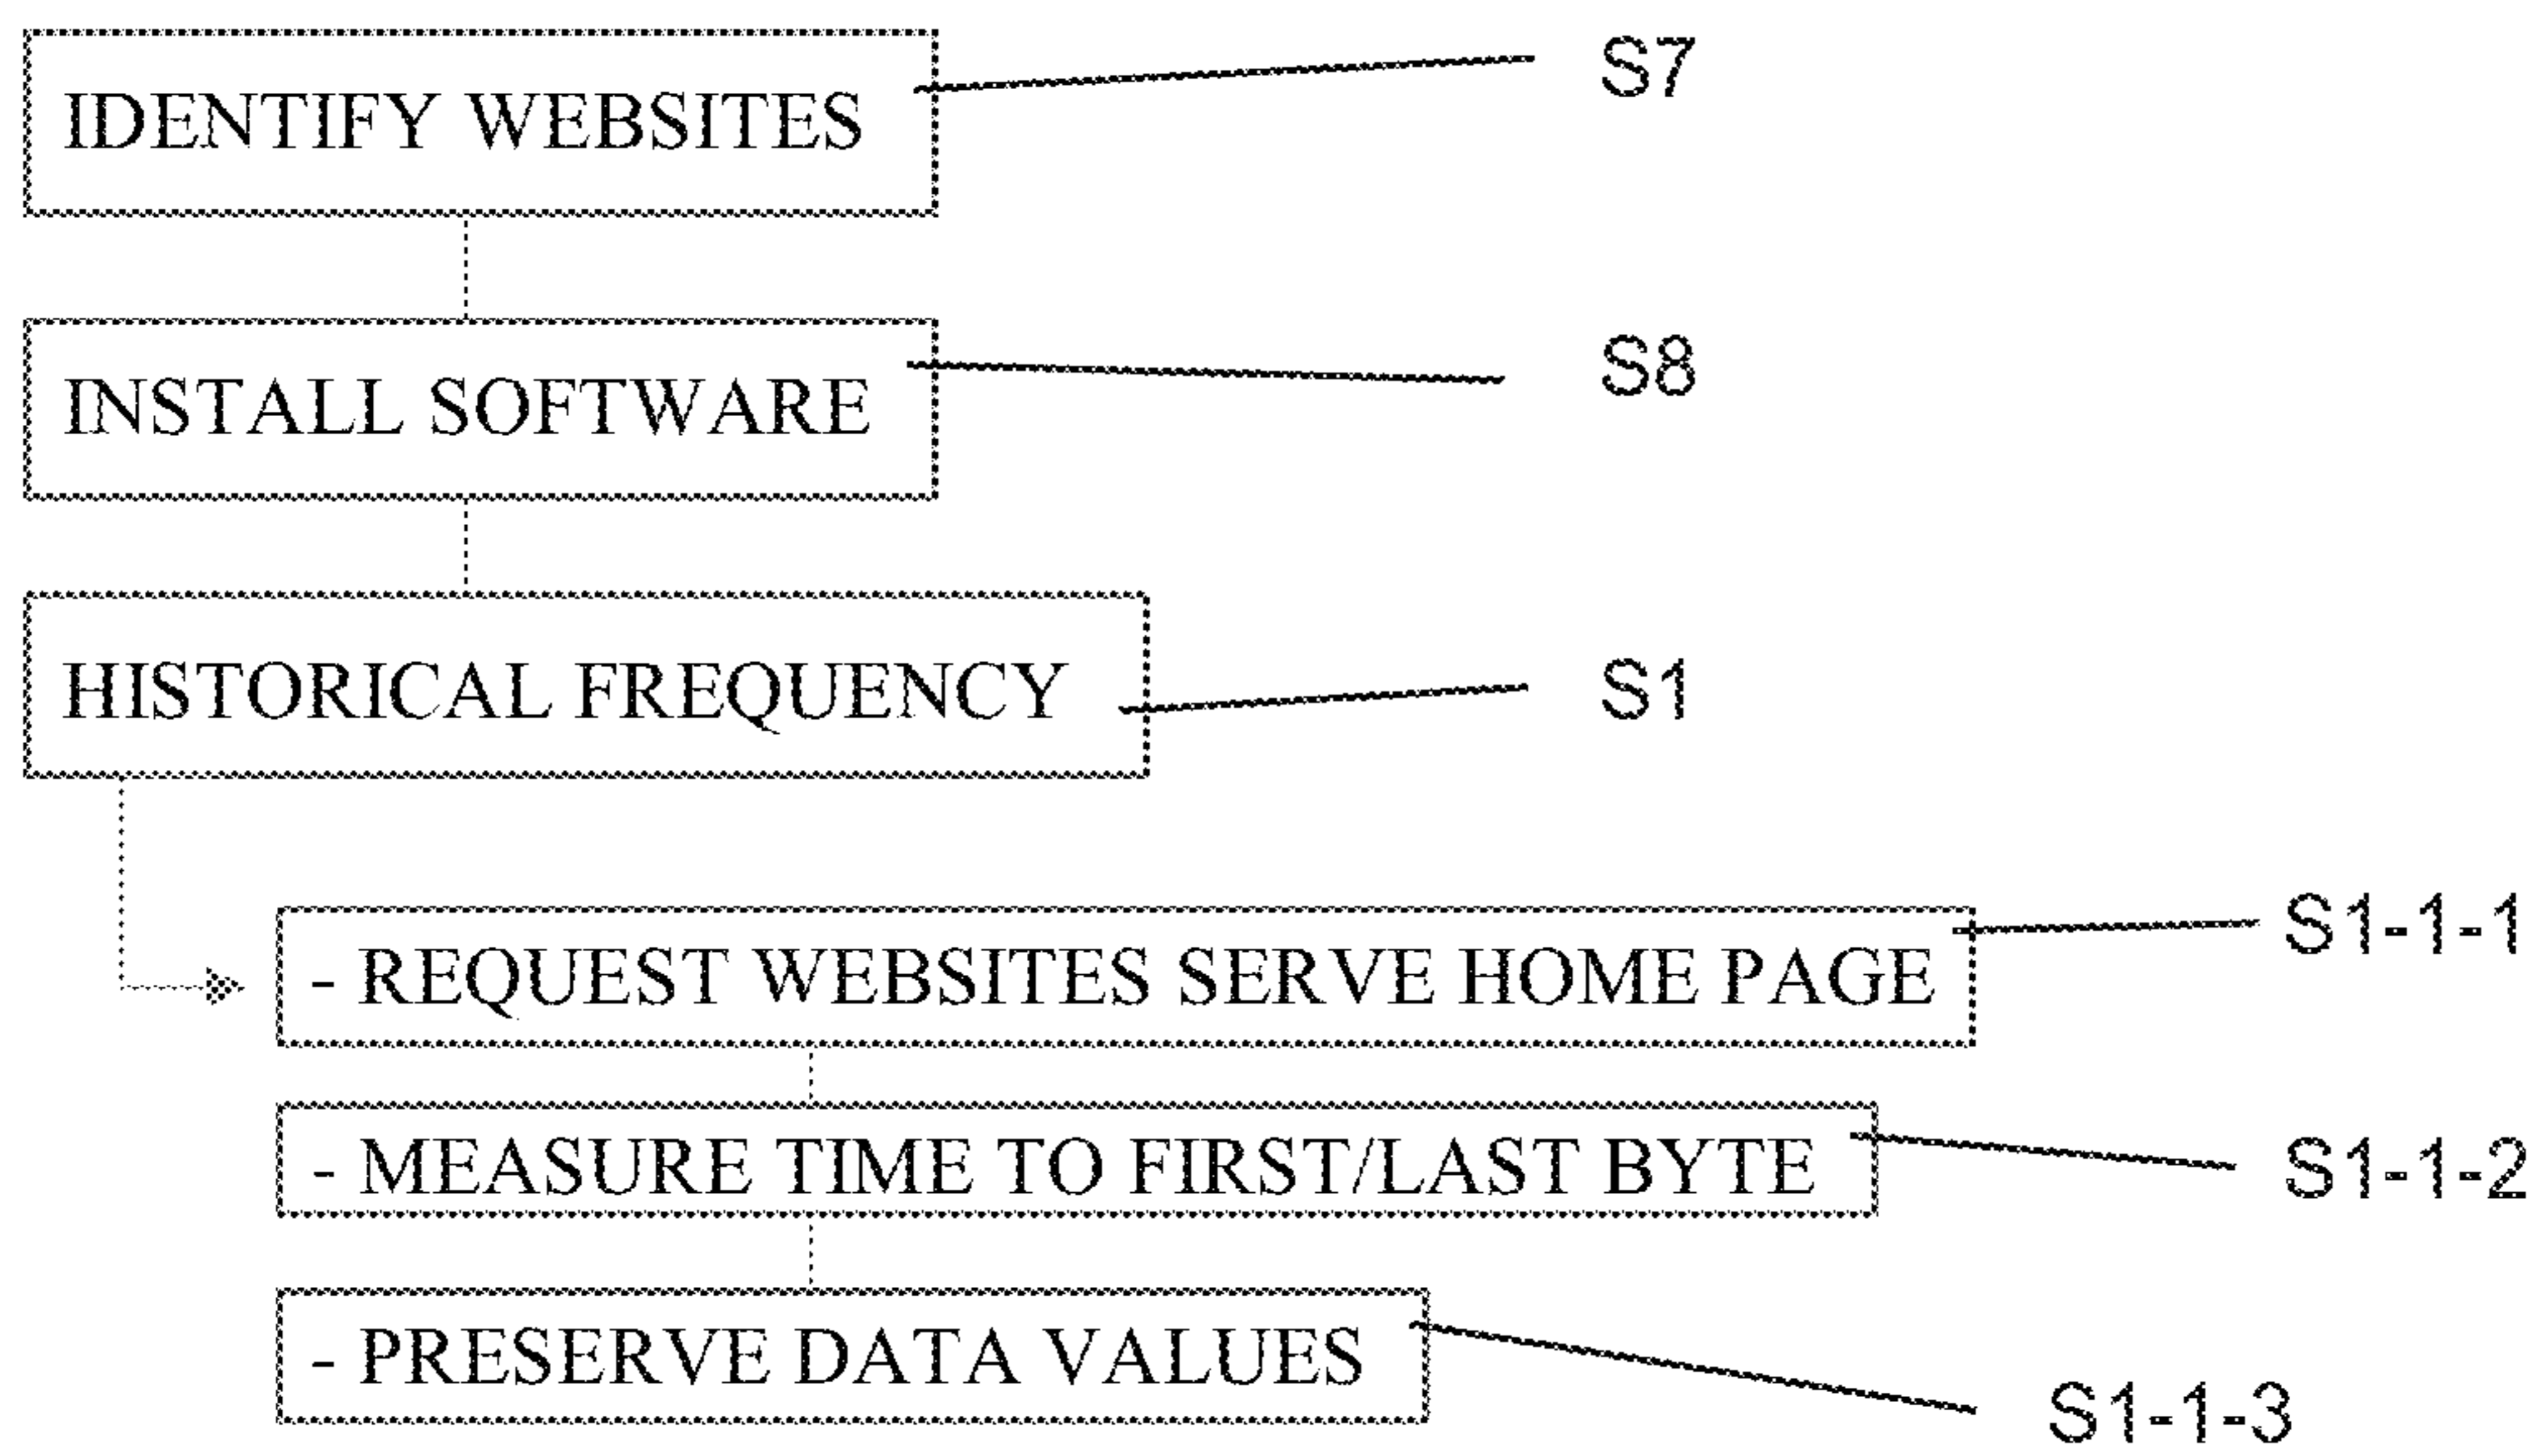 IDENTIFY WEBSITES
S7
INSTALL SOFTWARE
S8
HISTORICAL FREQUENCY
S1
- REQUEST WEBSITES SERVE HOME PAGE
S1-1-1
- MEASURE TIME TO FIRST/LAST BYTE
S1-1-2
- PRESERVE DATA VALUES
S1-1-3